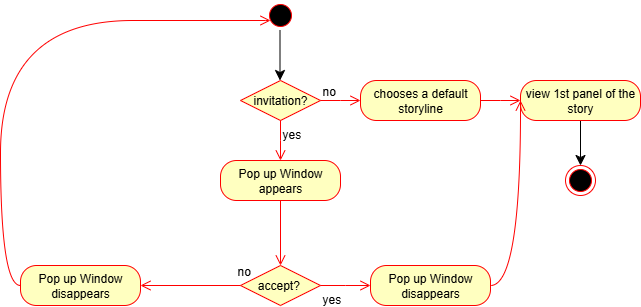 invitation?
no
chooses a default
storyline
view 1st panel of the
story
yes
Pop up Window
appears
no
accept?
yes
Pop up Window
disappears
Pop up Window
disappears